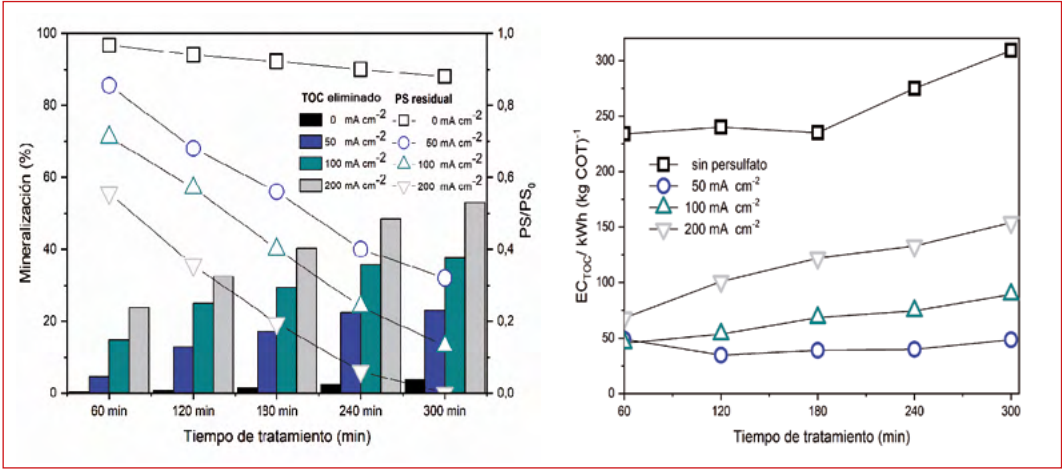 100
80
60
40
20
0
Mineralización (%)
1,0
0,8
0,6
0,4
0,2
0,0
PS/PS₀
TOC eliminado PS residual
0 mA cm⁻² 0 mA cm⁻²
50 mA cm⁻² 50 mA cm⁻²
100 mA cm⁻² 100 mA cm⁻²
200 mA cm⁻² 200 mA cm⁻²
60 min 120 min 190 min 240 min 300 min
Tiempo de tratamiento (min)
300
250
200
150
100
50
0
EC_TOC/ kWh (kg COT)⁻¹
sin persulfato
50 mA cm⁻²
100 mA cm⁻²
200 mA cm⁻²
60 120 180 240 300
Tiempo de tratamiento (min)